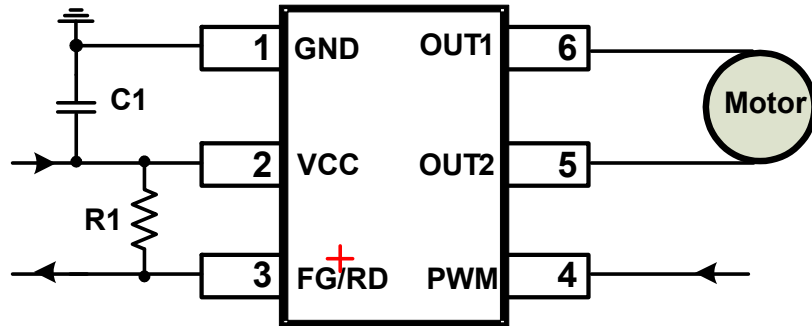 1 GND OUT1 6
C1 Motor
2 VCC OUT2 5
R1
3 FG/RD PWM 4